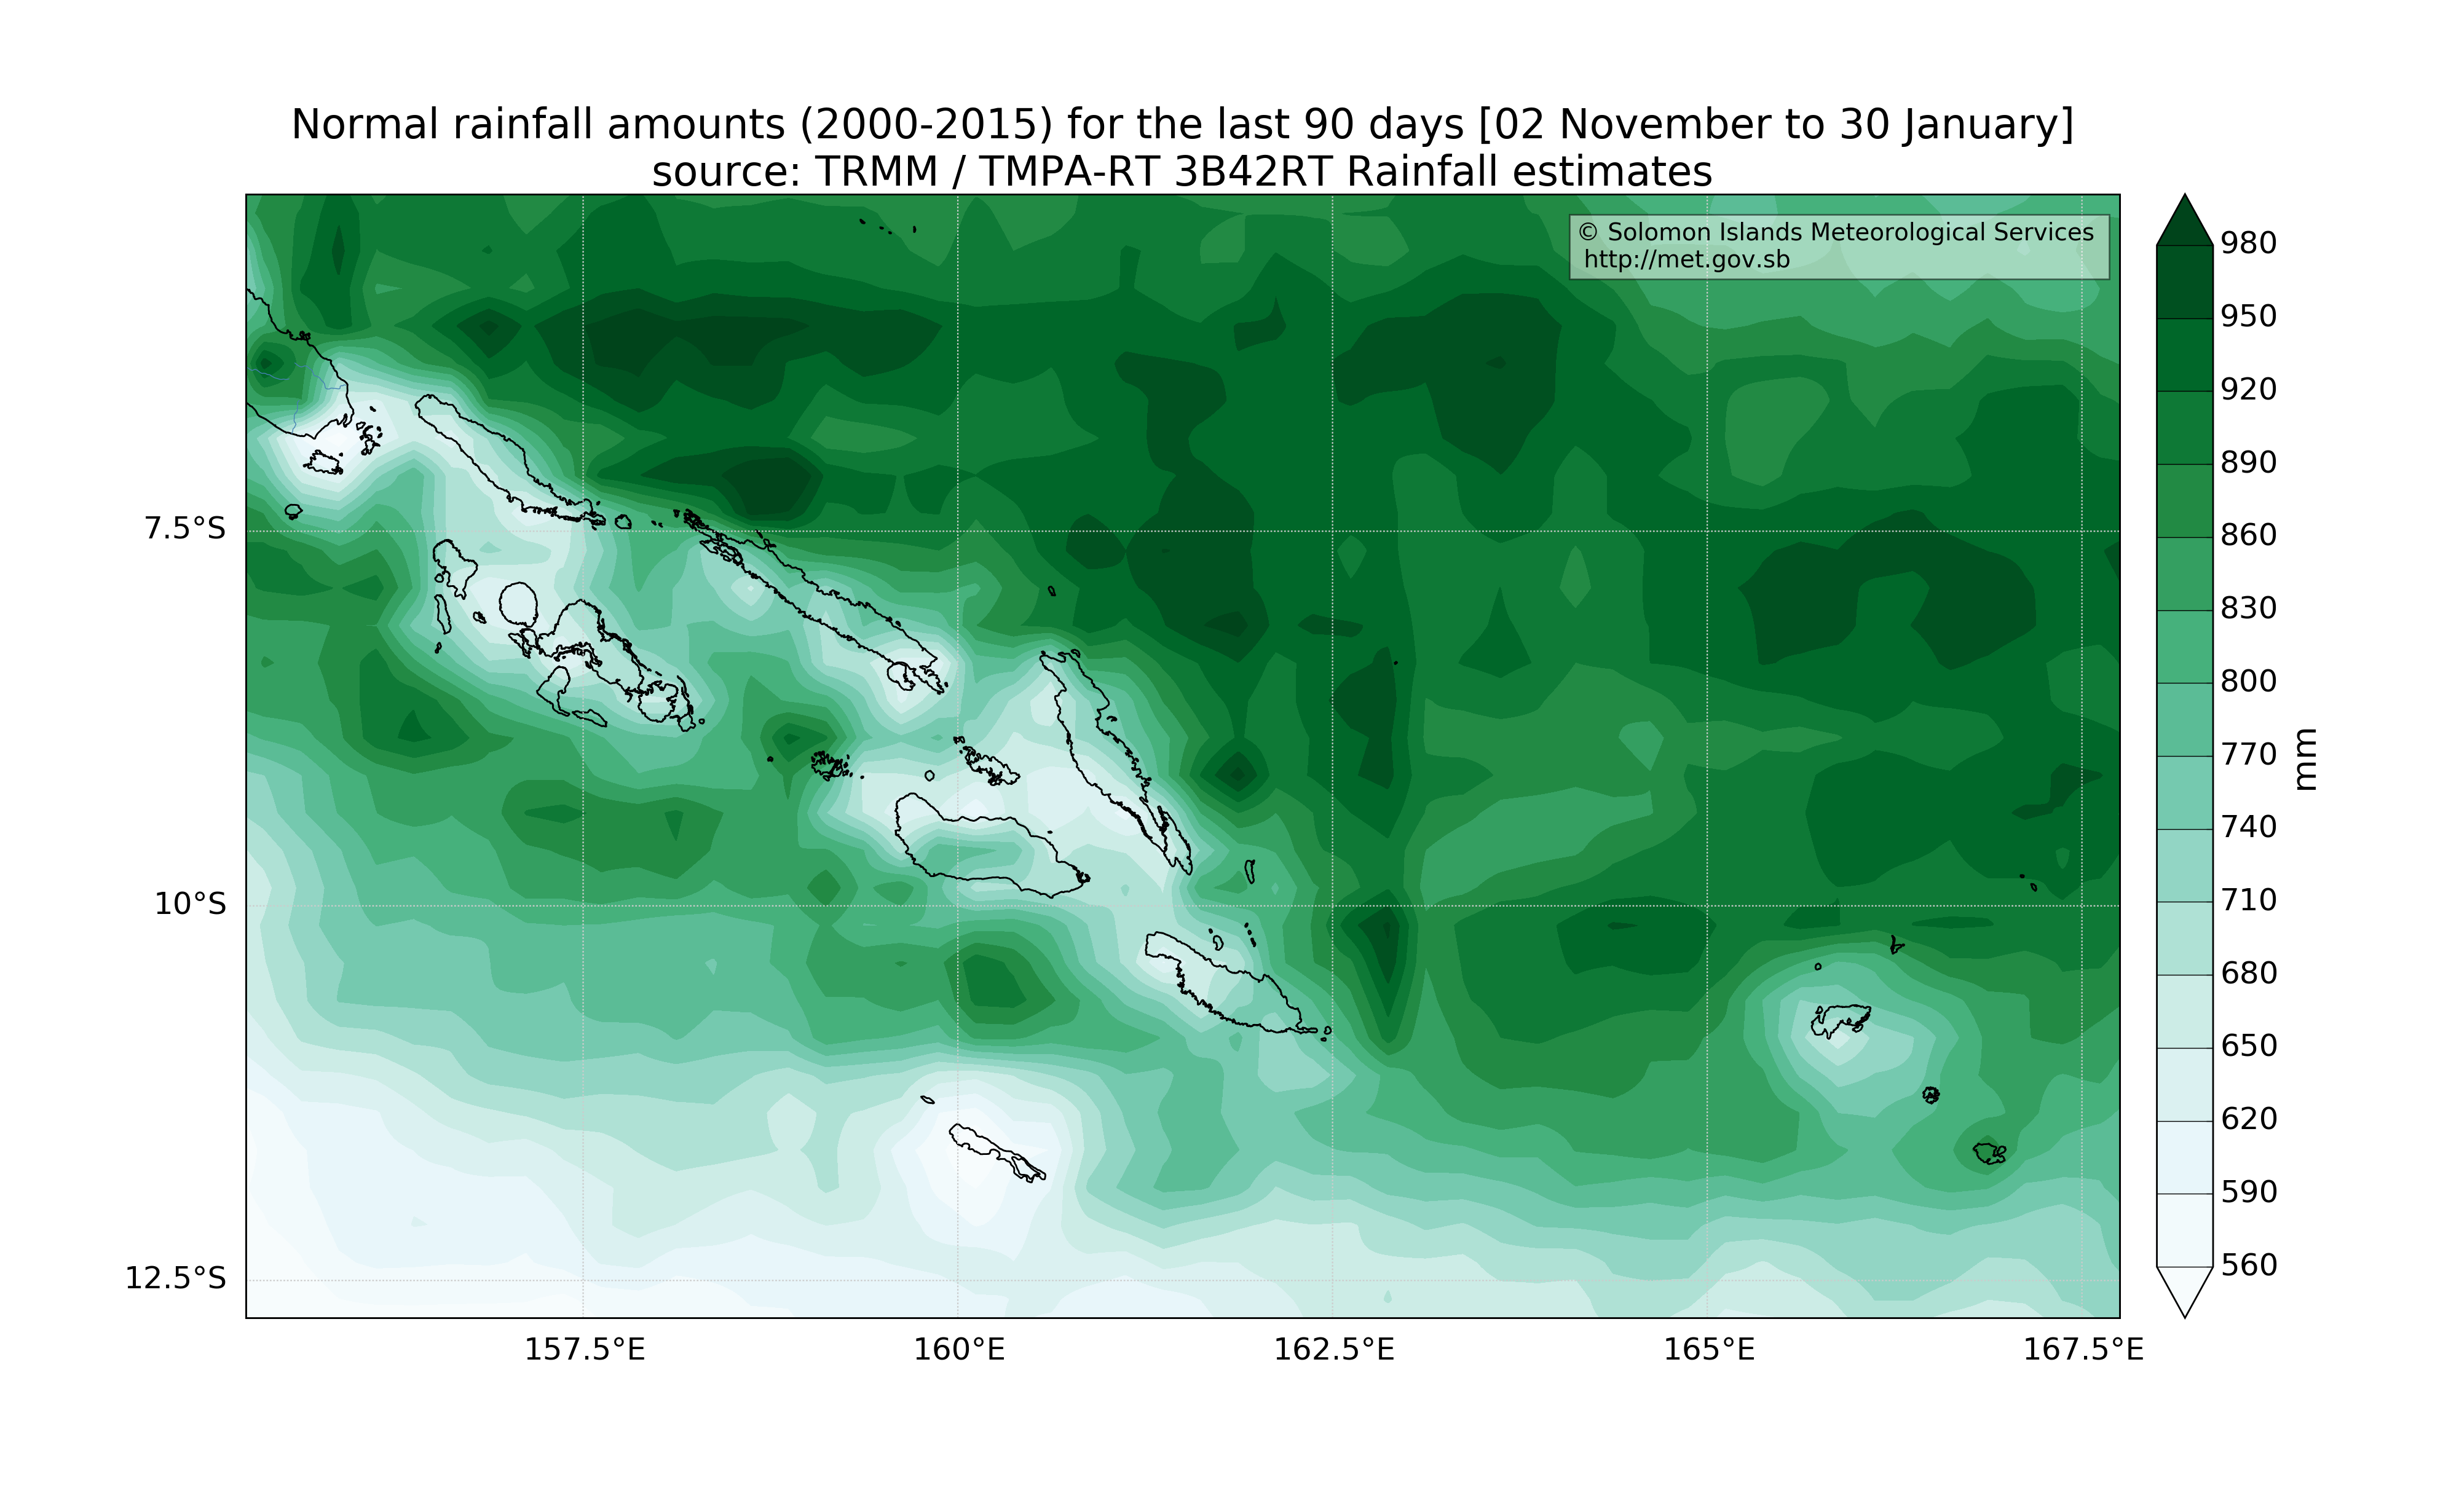 Normal rainfall amounts (2000-2015) for the last 90 days [02 November to 30 January]
source: TRMM / TMPA-RT 3B42RT Rainfall estimates
© Solomon Islands Meteorological Services
http://met.gov.sb
7.5°S
10°S
12.5°S
157.5°E
160°E
162.5°E
165°E
167.5°E
980
950
920
890
860
830
800
770
740
710
680
650
620
590
560
mm